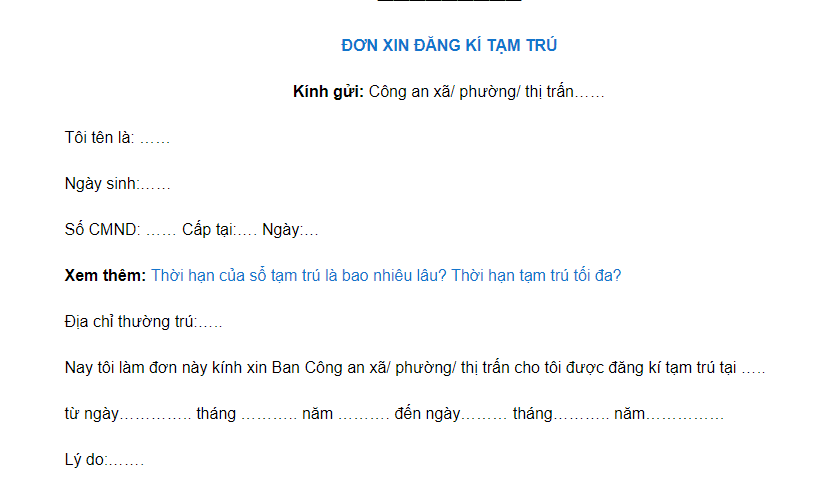 ĐƠN XIN ĐĂNG KÍ TẠM TRÚ
Kính gửi: Công an xã/ phường/ thị trấn……
Tôi tên là: ……
Ngày sinh:……
Số CMND: …… Cấp tại:…. Ngày:…
Xem thêm: Thời hạn của sổ tạm trú là bao nhiêu lâu? Thời hạn tạm trú tối đa?
Địa chỉ thường trú:…..
Nay tôi làm đơn này kính xin Ban Công an xã/ phường/ thị trấn cho tôi được đăng kí tạm trú tại …..
từ ngày………….. tháng ……….. năm ………. đến ngày……… tháng……….. năm……………
Lý do:…….